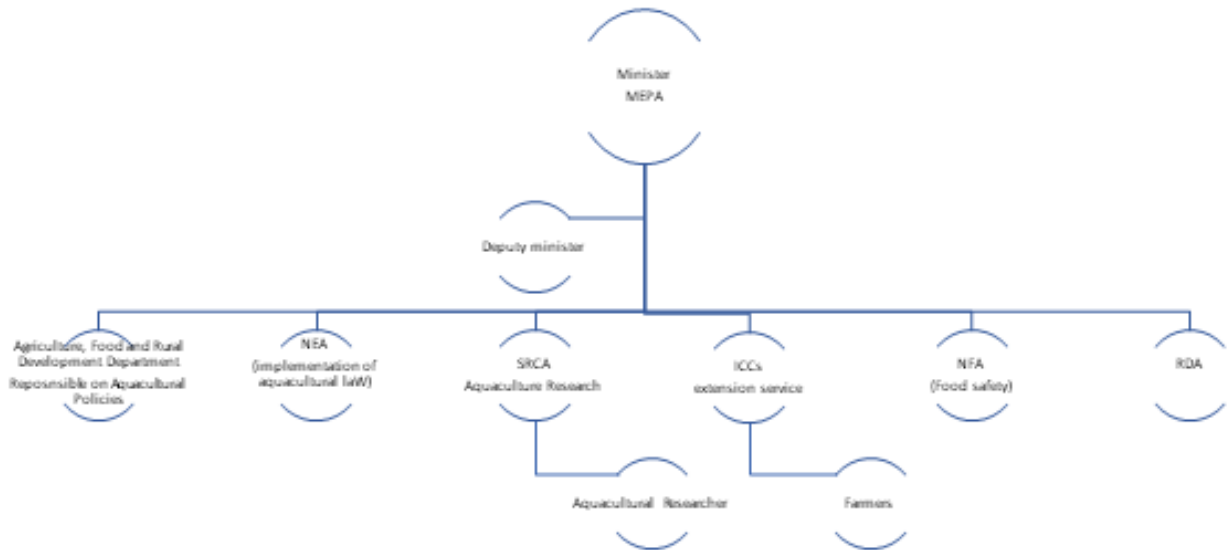 Minister
MEPA
Deputy minister
Agriculture, Food and Rural
Development Department
Reposnsible on Aquacultural
Policies
NEA
(implementation of
aquacultural laW)
SRCA
Aquaculture Research
ICCs
extension service
NFA
(Food safety)
RDA
Aquacultural Researcher
Farmers